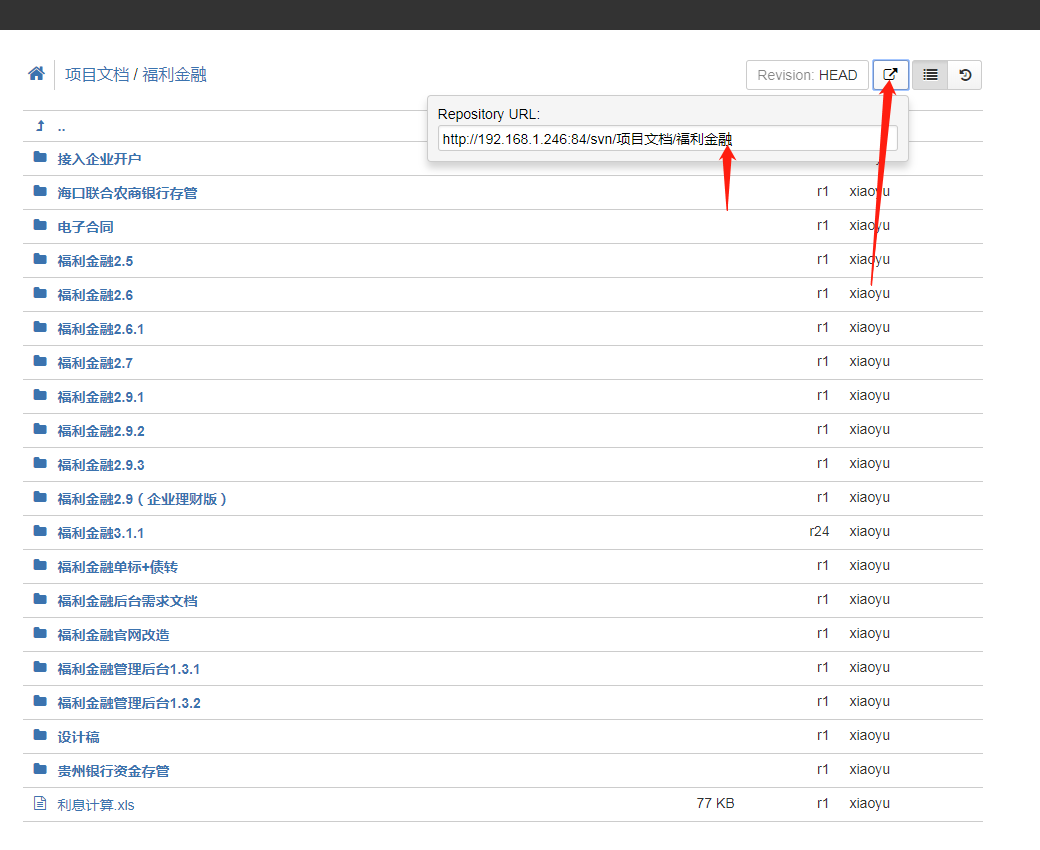 项目文档 / 福利金融
Revision: HEAD
Repository URL:
http://192.168.1.246:84/svn/项目文档/福利金融
..
接入企业开户
海口联合农商银行存管 r1 xiaoyu
电子合同 r1 xiaoyu
福利金融2.5 r1 xiaoyu
福利金融2.6 r1 xiaoyu
福利金融2.6.1 r1 xiaoyu
福利金融2.7 r1 xiaoyu
福利金融2.9.1 r1 xiaoyu
福利金融2.9.2 r1 xiaoyu
福利金融2.9.3 r1 xiaoyu
福利金融2.9（企业理财版） r1 xiaoyu
福利金融3.1.1 r24 xiaoyu
福利金融单标+债转 r1 xiaoyu
福利金融后台需求文档 r1 xiaoyu
福利金融官网改造 r1 xiaoyu
福利金融管理后台1.3.1 r1 xiaoyu
福利金融管理后台1.3.2 r1 xiaoyu
设计稿 r1 xiaoyu
贵州银行资金存管 r1 xiaoyu
利息计算.xls 77 KB r1 xiaoyu